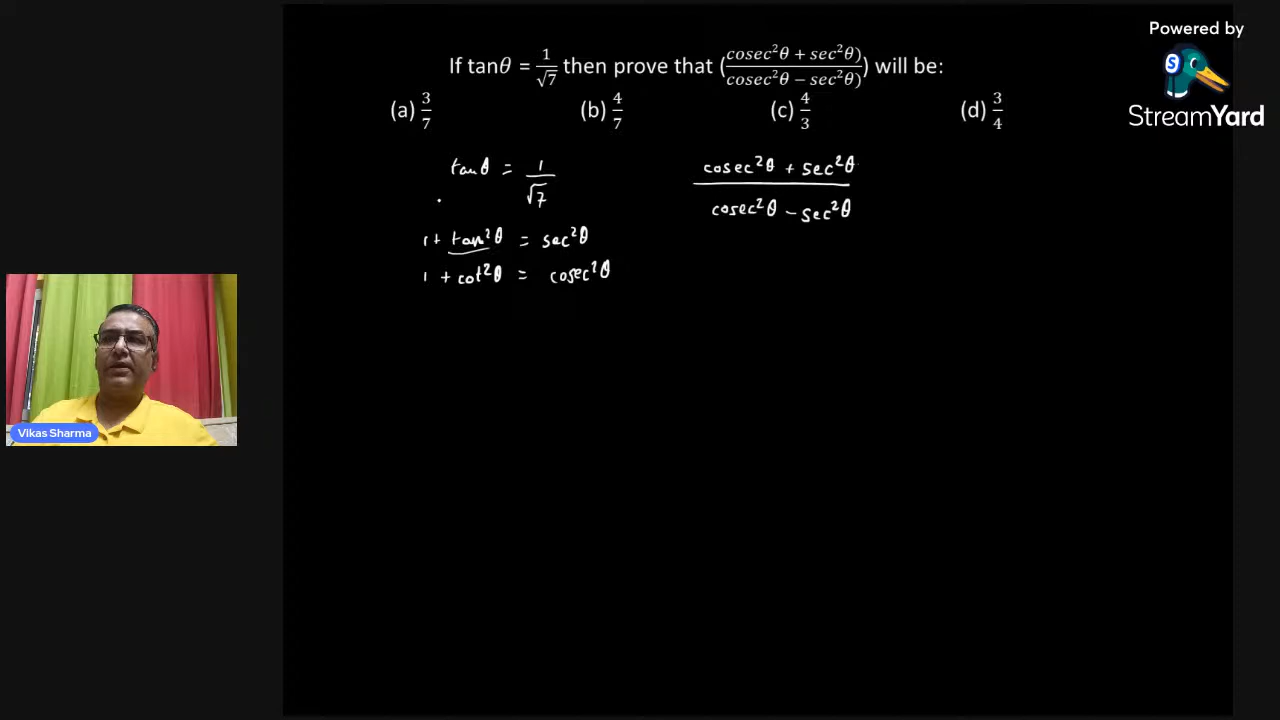 Powered by
StreamYard
If tanθ = 1/√7 then prove that (cosec²θ + sec²θ)/cosec²θ − sec²θ)) will be:
(a) 3/7 (b) 4/7 (c) 4/3 (d) 3/4
tanθ = 1/√7
1 + tan²θ = sec²θ
1 + cot²θ = cosec²θ
cosec²θ + sec²θ
cosec²θ − sec²θ
Vikas Sharma